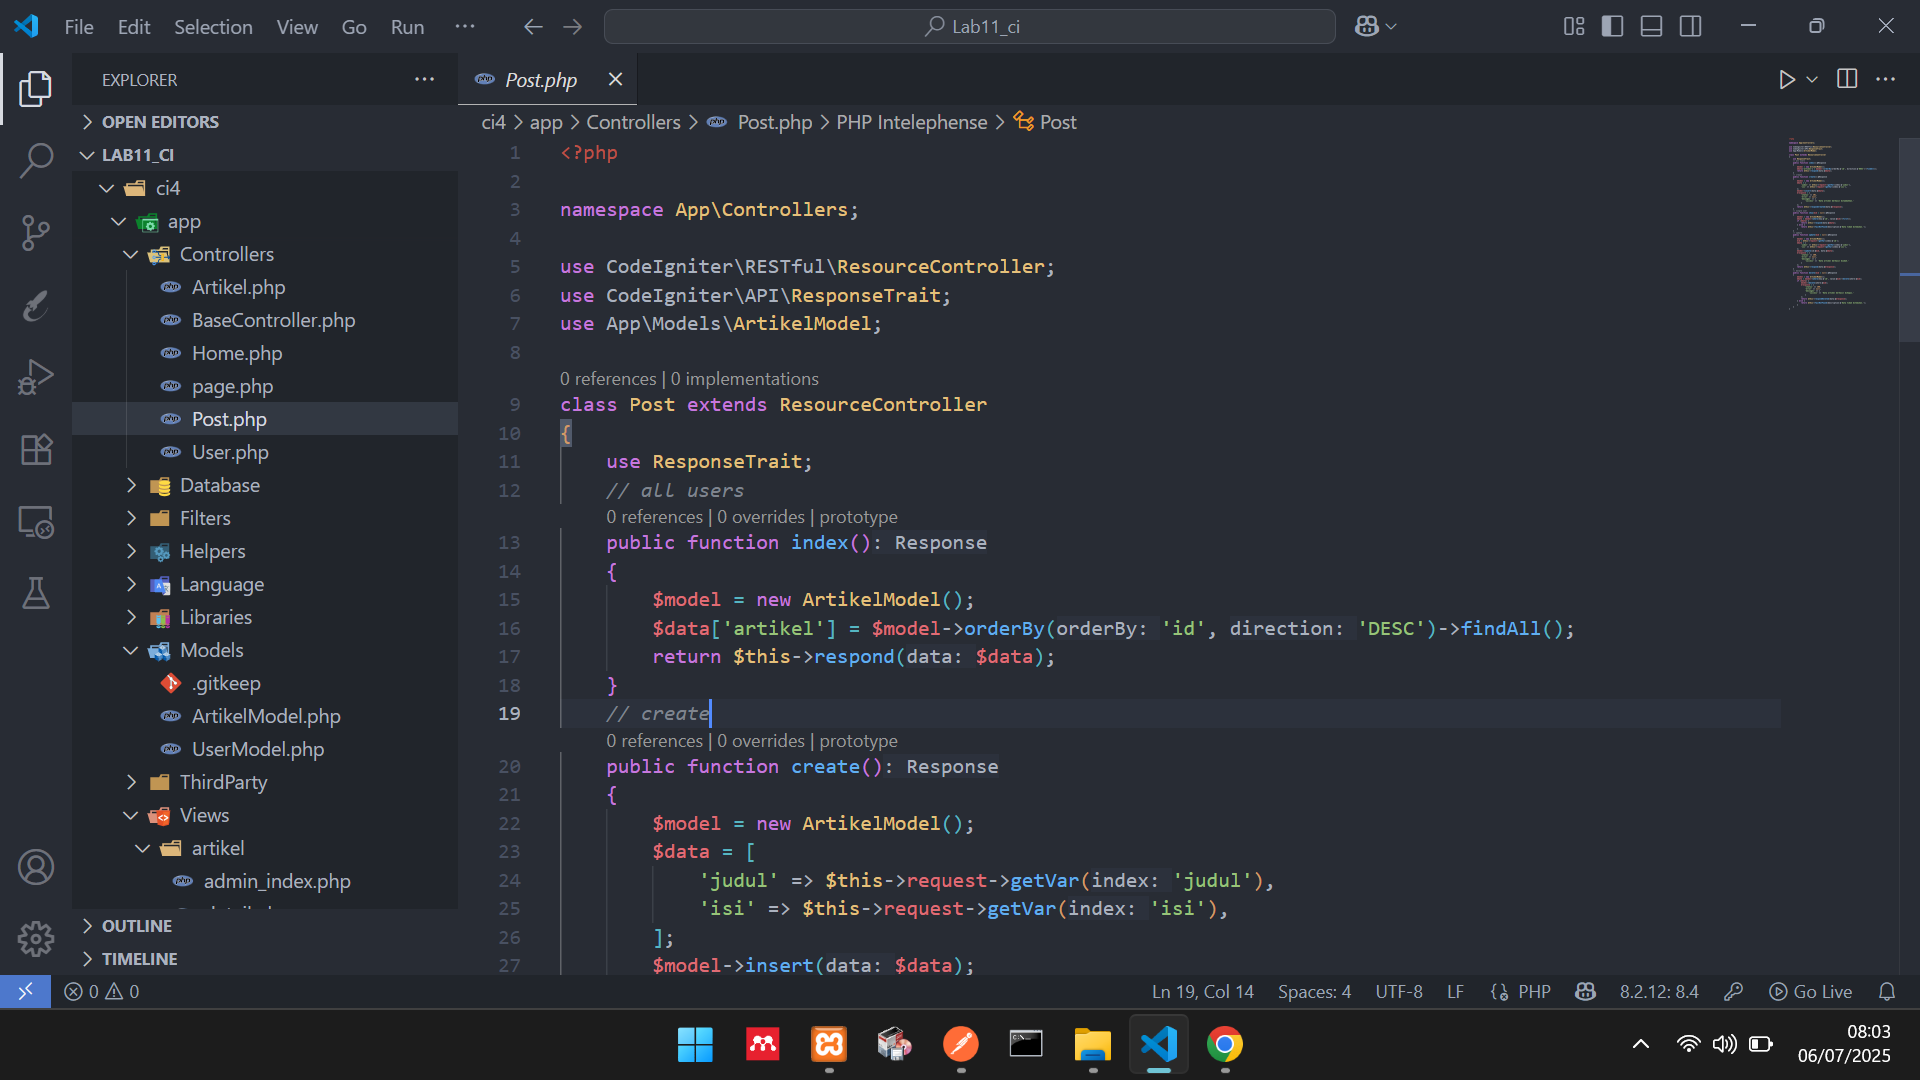 File Edit Selection View Go Run ··· Lab11_ci
EXPLORER ···
OPEN EDITORS
LAB11_CI
ci4
app
Controllers
Artikel.php
BaseController.php
Home.php
page.php
Post.php
User.php
Database
Filters
Helpers
Language
Libraries
Models
.gitkeep
ArtikelModel.php
UserModel.php
ThirdParty
Views
artikel
admin_index.php
OUTLINE
TIMELINE
Post.php
ci4 > app > Controllers > Post.php > PHP Intelephense > Post
1 <?php
2
3 namespace App\Controllers;
4
5 use CodeIgniter\RESTful\ResourceController;
6 use CodeIgniter\API\ResponseTrait;
7 use App\Models\ArtikelModel;
8
0 references | 0 implementations
9 class Post extends ResourceController
10 {
11 use ResponseTrait;
12 // all users
0 references | 0 overrides | prototype
13 public function index(): Response
14 {
15 $model = new ArtikelModel();
16 $data['artikel'] = $model->orderBy(orderBy: 'id', direction: 'DESC')->findAll();
17 return $this->respond(data: $data);
18 }
19 // create
0 references | 0 overrides | prototype
20 public function create(): Response
21 {
22 $model = new ArtikelModel();
23 $data = [
24 'judul' => $this->request->getVar(index: 'judul'),
25 'isi' => $this->request->getVar(index: 'isi'),
26 ];
27 $model->insert(data: $data);
0 0 Ln 19, Col 14 Spaces: 4 UTF-8 LF PHP 8.2.12: 8.4 Go Live
08:03
06/07/2025